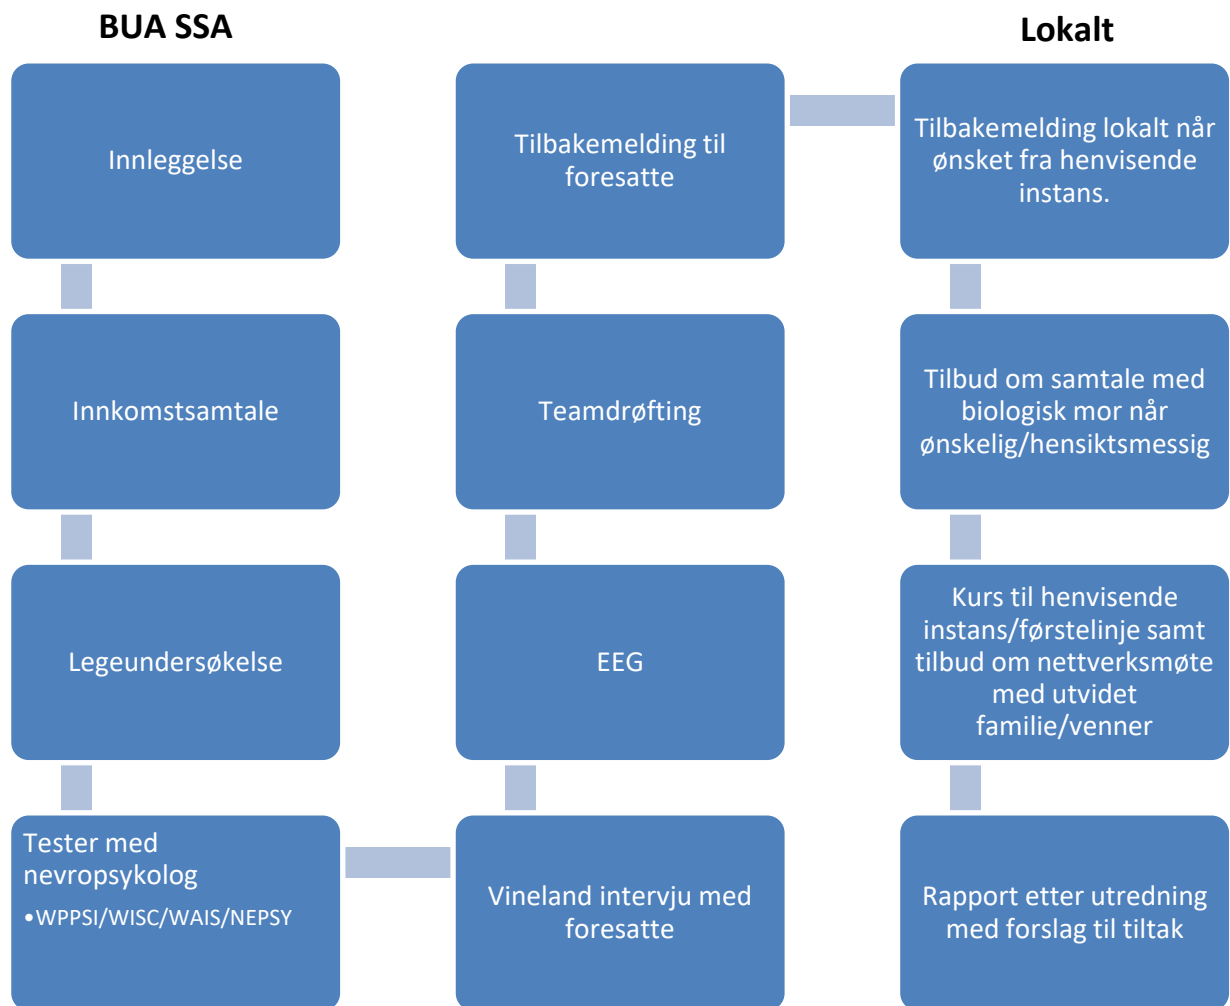 BUA SSA
Innleggelse
Innkomstsamtale
Legeundersøkelse
Tester med
nevropsykolog
•WPPSI/WISC/WAIS/NEPSY
Vineland intervju med
foresatte
EEG
Teamdrøfting
Tilbakemelding til
foresatte
Lokalt
Tilbakemelding lokalt når
ønsket fra henvisende
instans.
Tilbud om samtale med
biologisk mor når
ønskelig/hensiktsmessig
Kurs til henvisende
instans/førstelinje samt
tilbud om nettverksmøte
med utvidet
familie/venner
Rapport etter utredning
med forslag til tiltak